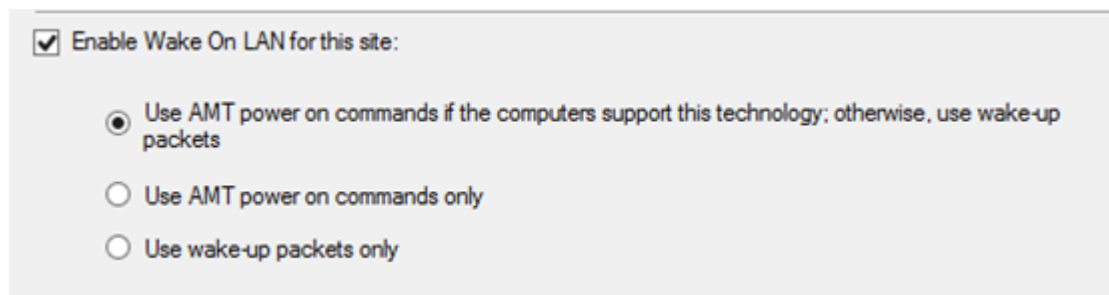 Enable Wake On LAN for this site:
Use AMT power on commands if the computers support this technology; otherwise, use wake-up
packets
Use AMT power on commands only
Use wake-up packets only